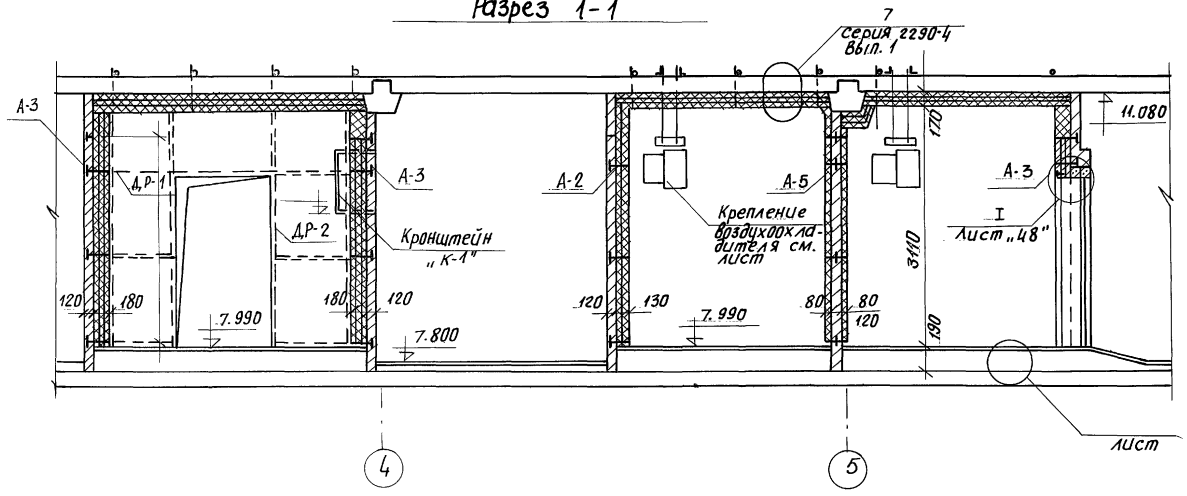 Разрез 1-1
7
серия 2290-4
Вып. 1
А-3
11.080
170
Д,Р-1
А-3
А-2
А-5
А-3
Крепление
воздухоохла-
дителя см.
лист
I
Лист „48"
ДР-2
Кронштейн
„К-1"
3110
120
180
180
120
120
130
80
80
120
7.990
7.800
7.990
190
лист
4
5